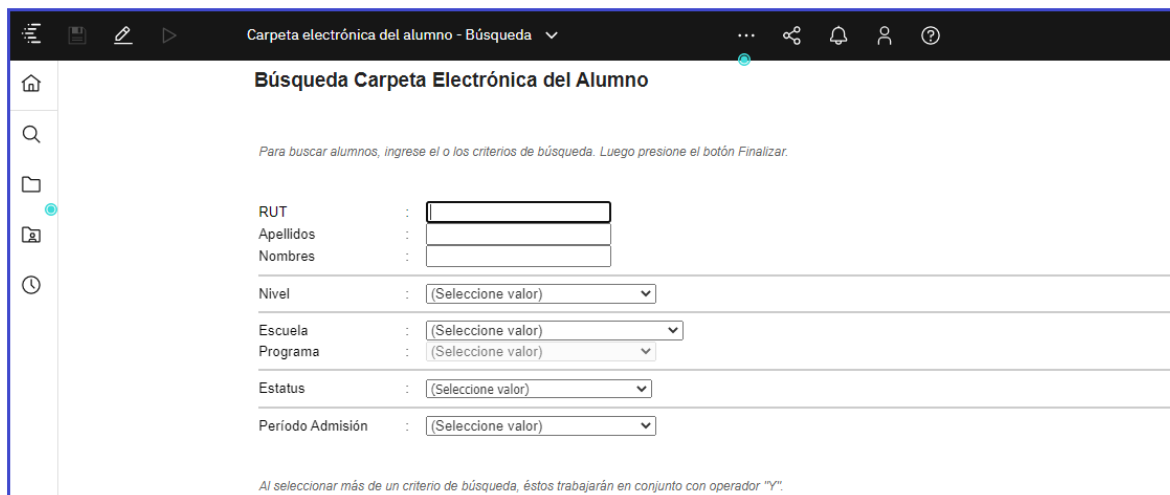 Carpeta electrónica del alumno - Búsqueda
Búsqueda Carpeta Electrónica del Alumno
Para buscar alumnos, ingrese el o los criterios de búsqueda. Luego presione el botón Finalizar.
RUT :
Apellidos :
Nombres :
Nivel : (Seleccione valor)
Escuela : (Seleccione valor)
Programa : (Seleccione valor)
Estatus : (Seleccione valor)
Período Admisión : (Seleccione valor)
Al seleccionar más de un criterio de búsqueda, éstos trabajarán en conjunto con operador "Y".